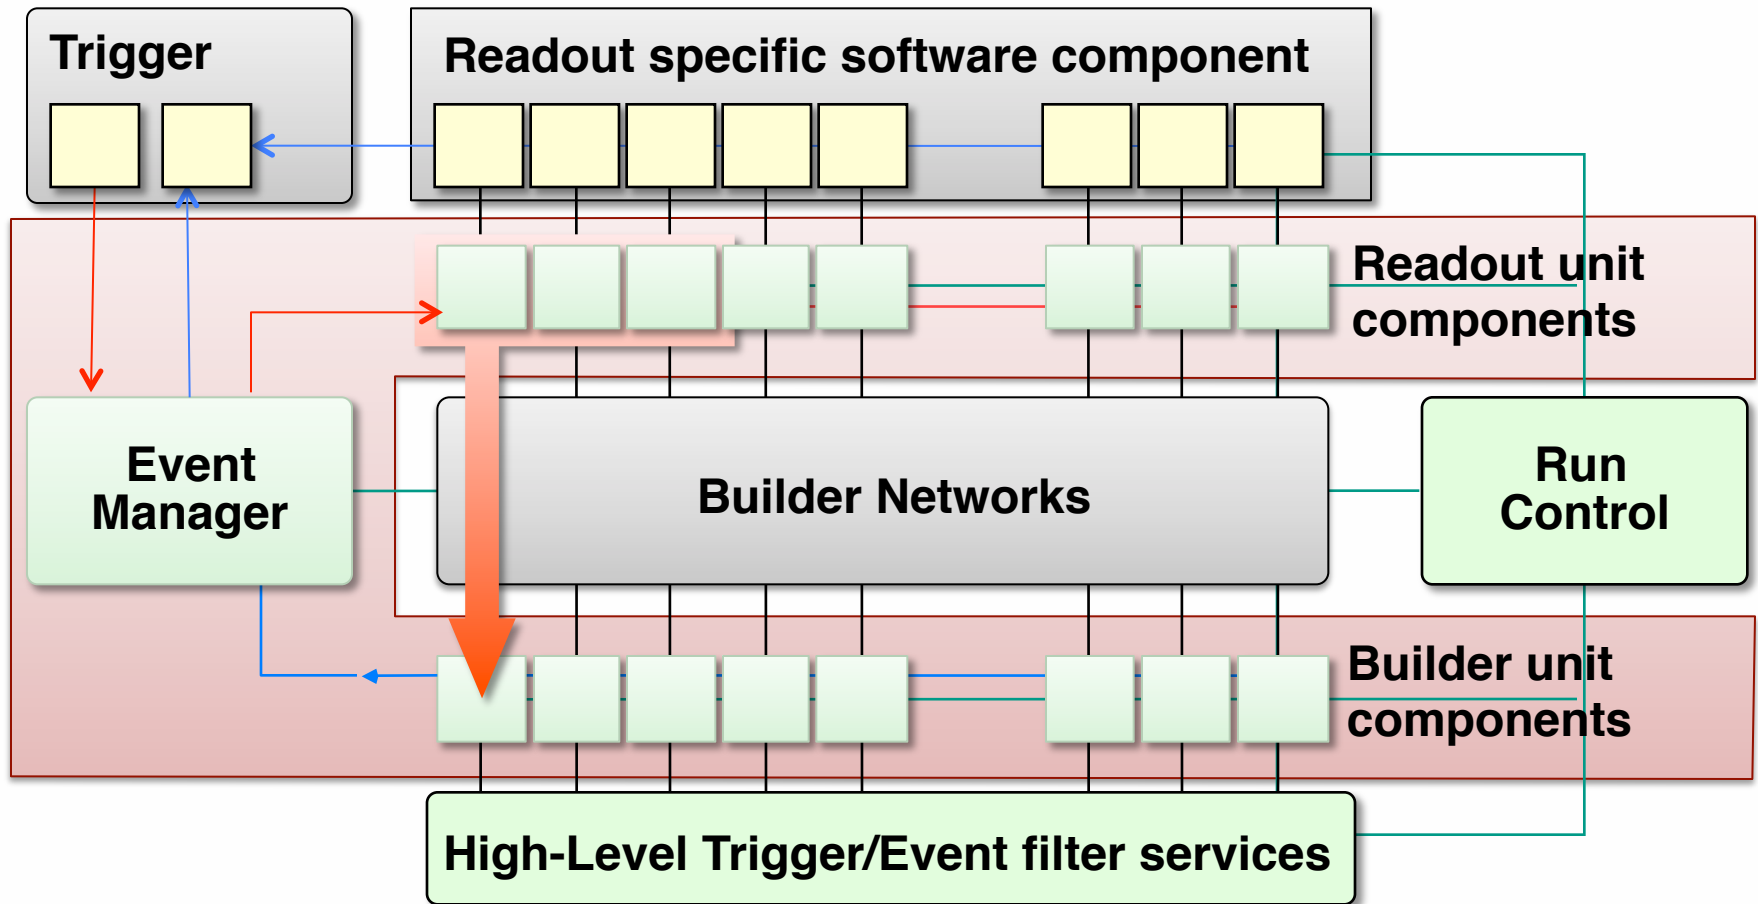 Trigger
Readout specific software component
Readout unit
components
Event
Manager
Builder Networks
Run
Control
Builder unit
components
High-Level Trigger/Event filter services